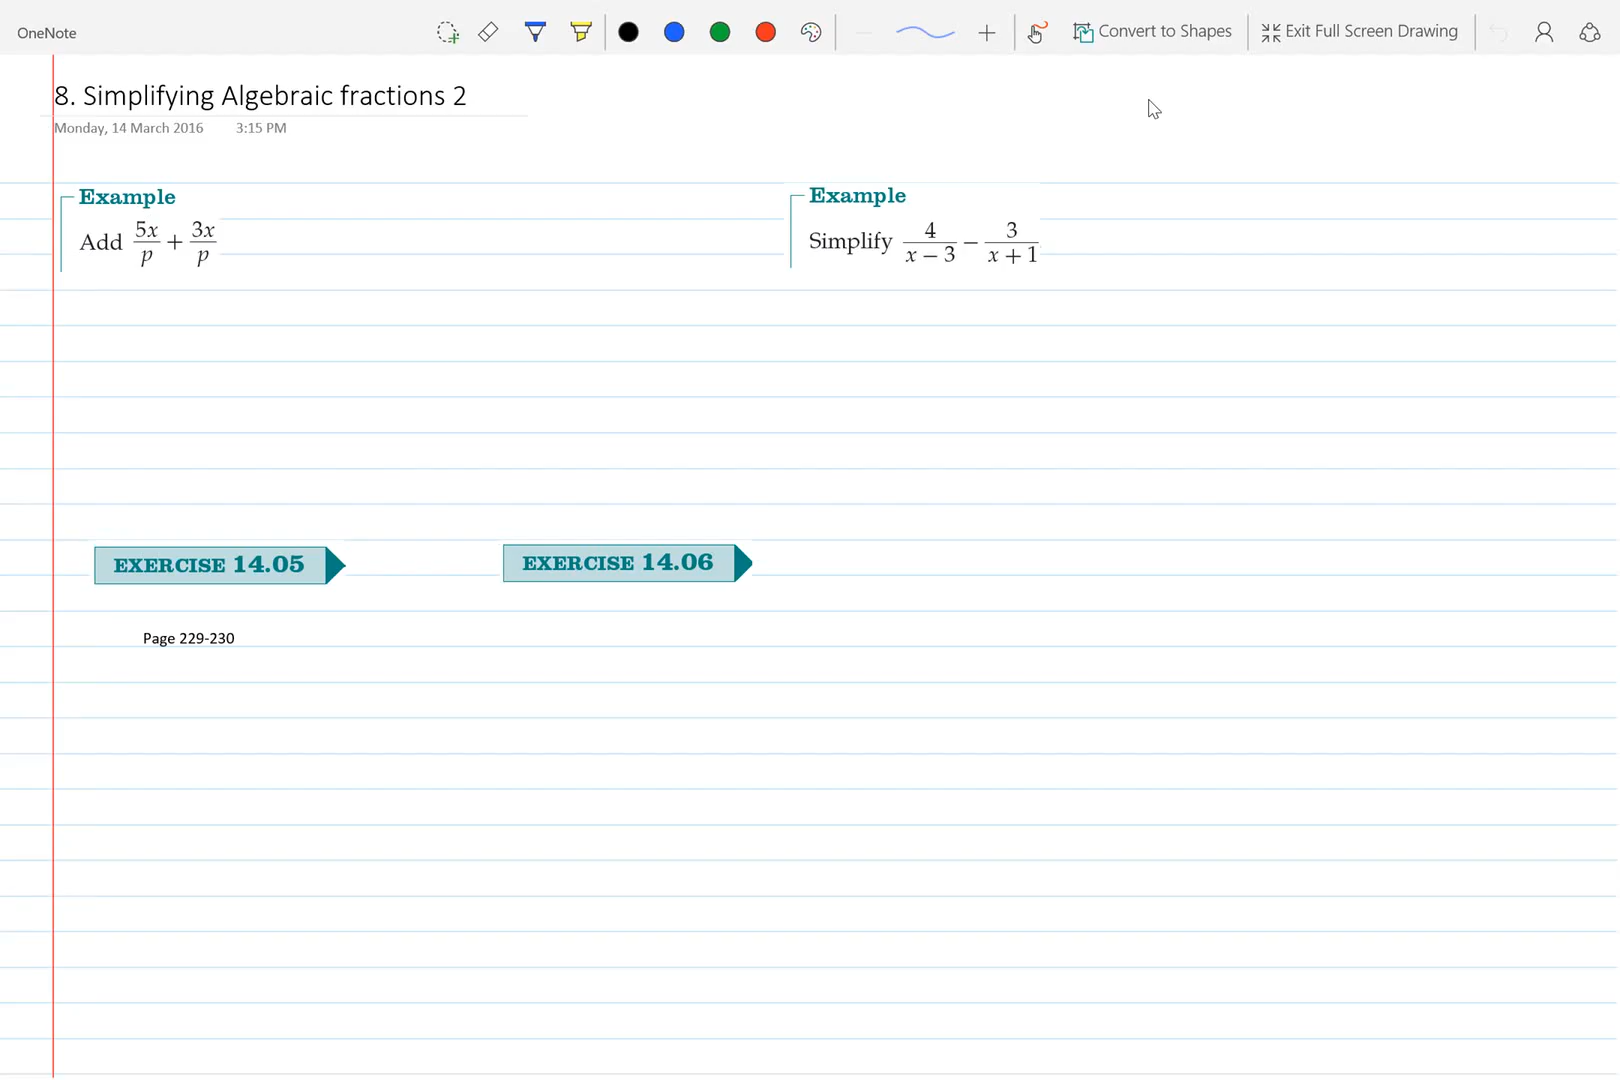 OneNote
Convert to Shapes
Exit Full Screen Drawing
8. Simplifying Algebraic fractions 2
Monday, 14 March 2016 3:15 PM
Example
Add 5x/p + 3x/p
Example
Simplify 4/(x − 3) − 3/(x + 1)
EXERCISE 14.05
EXERCISE 14.06
Page 229-230